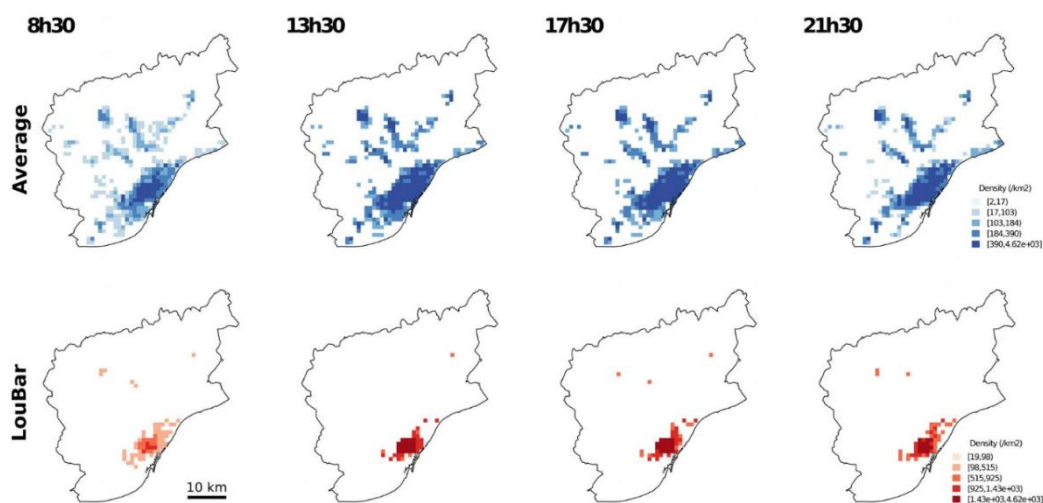 8h30
13h30
17h30
21h30
Average
Density (/km2)
[2,17)
[17,103)
[103,184)
[184,390)
[390,4.62e+03)
LouBar
Density (/km2)
[19,98)
[98,515)
[515,925)
[925,1.43e+03)
[1.43e+03,4.62e+03)
10 km